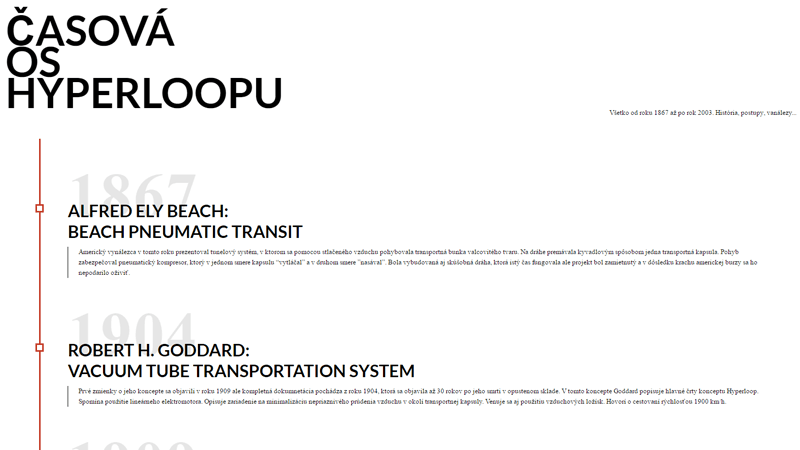 ČASOVÁ
OS
HYPERLOOPU
Všetko od roku 1867 až po rok 2003. História, postupy, vanálezy...
1867
ALFRED ELY BEACH:
BEACH PNEUMATIC TRANSIT
Americký vynálezca v tomto roku prezentoval tunelový systém, v ktorom sa pomocou stlačeného vzduchu pohybovala transportná bunka valcovitého tvaru. Na dráhe premávala kyvadlovým spôsobom jedna transportná kapsula. Pohyb
zabezpečoval pneumatický kompresor, ktorý v jednom smere kapsulu "vytláčal" a v druhom smere "nasával". Bola vybudovaná aj skúšobná dráha, ktorá istý čas fungovala ale projekt bol zamietnutý a v dôsledku krachu americkej burzy sa ho
nepodarilo oživiť.
1904
ROBERT H. GODDARD:
VACUUM TUBE TRANSPORTATION SYSTEM
Prvé zmienky o jeho koncepte sa objavili v roku 1909 ale kompletná dokumnetácia pochádza z roku 1904, ktorá sa objavila až 30 rokov po jeho smrti v opustenom sklade. V tomto koncepte Goddard popisuje hlavné črty konceptu Hyperloop.
Spomína použitie lineárneho elektromotora. Opisuje zariadenie na minimalizáciu nepriaznivého prúdenia vzduchu v okolí transportnej kapsuly. Venuje sa aj použitiu vzduchových ložísk. Hovorí o cestovaní rýchlosťou 1900 km/h.